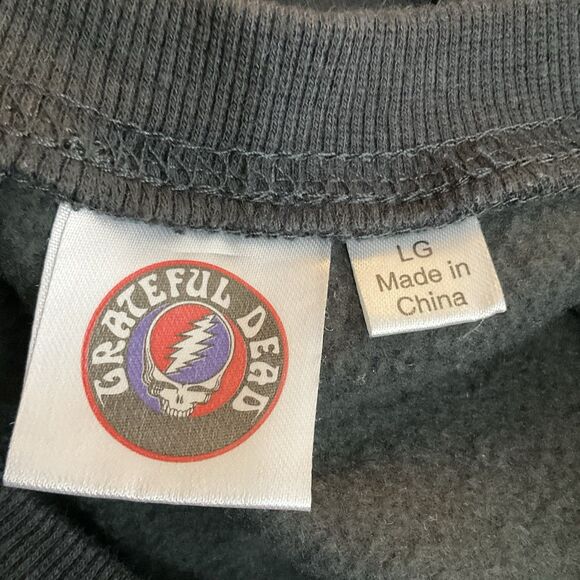 GRATEFUL DEAD
LG
Made in
China